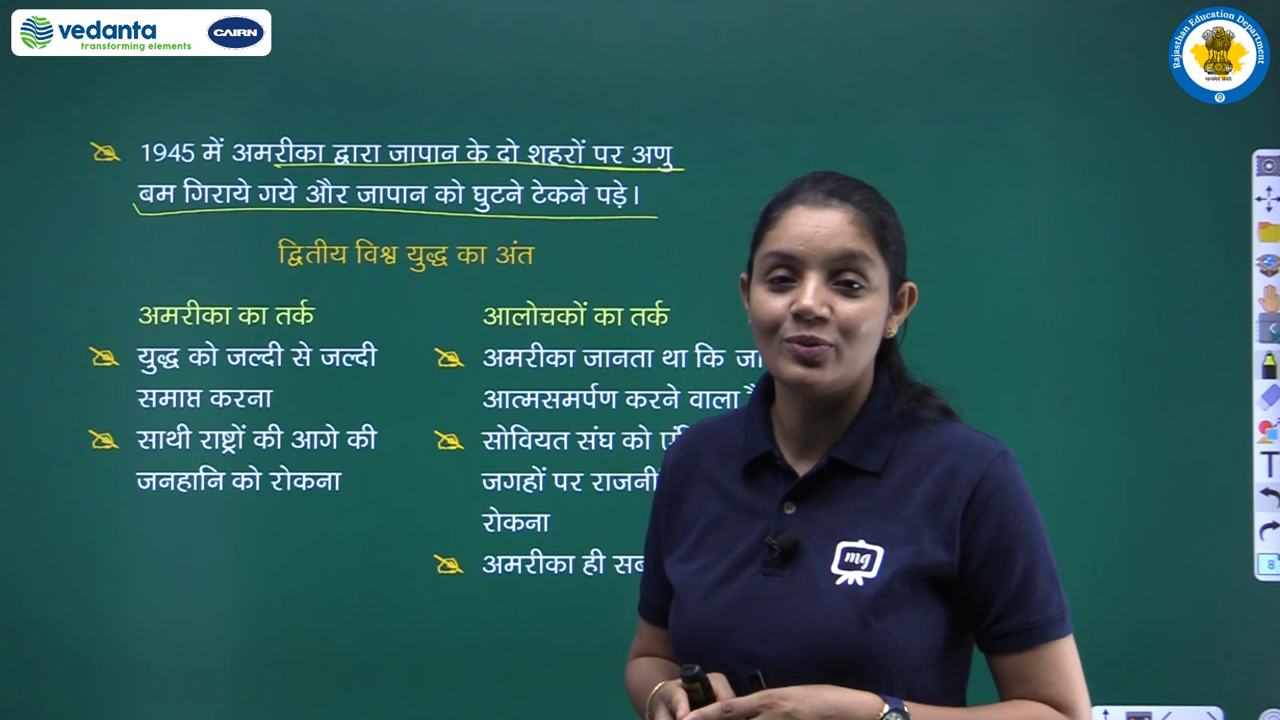 vedanta
transforming elements
CAIRN
Rajasthan Education Department
1945 में अमरीका द्वारा जापान के दो शहरों पर अणु
बम गिराये गये और जापान को घुटने टेकने पड़े।
द्वितीय विश्व युद्ध का अंत
अमरीका का तर्क
युद्ध को जल्दी से जल्दी
समाप्त करना
साथी राष्ट्रों की आगे की
जनहानि को रोकना
आलोचकों का तर्क
अमरीका जानता था कि
आत्मसमर्पण करने वाला
सोवियत संघ को
जगहों पर
रोकना
अमरीका ही
mg
T
8